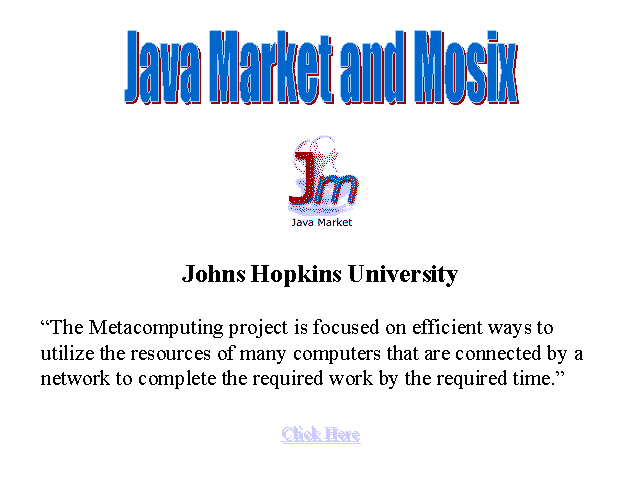 Java Market and Mosix
Jm
Java Market
Johns Hopkins University
“The Metacomputing project is focused on efficient ways to
utilize the resources of many computers that are connected by a
network to complete the required work by the required time.”
Click Here